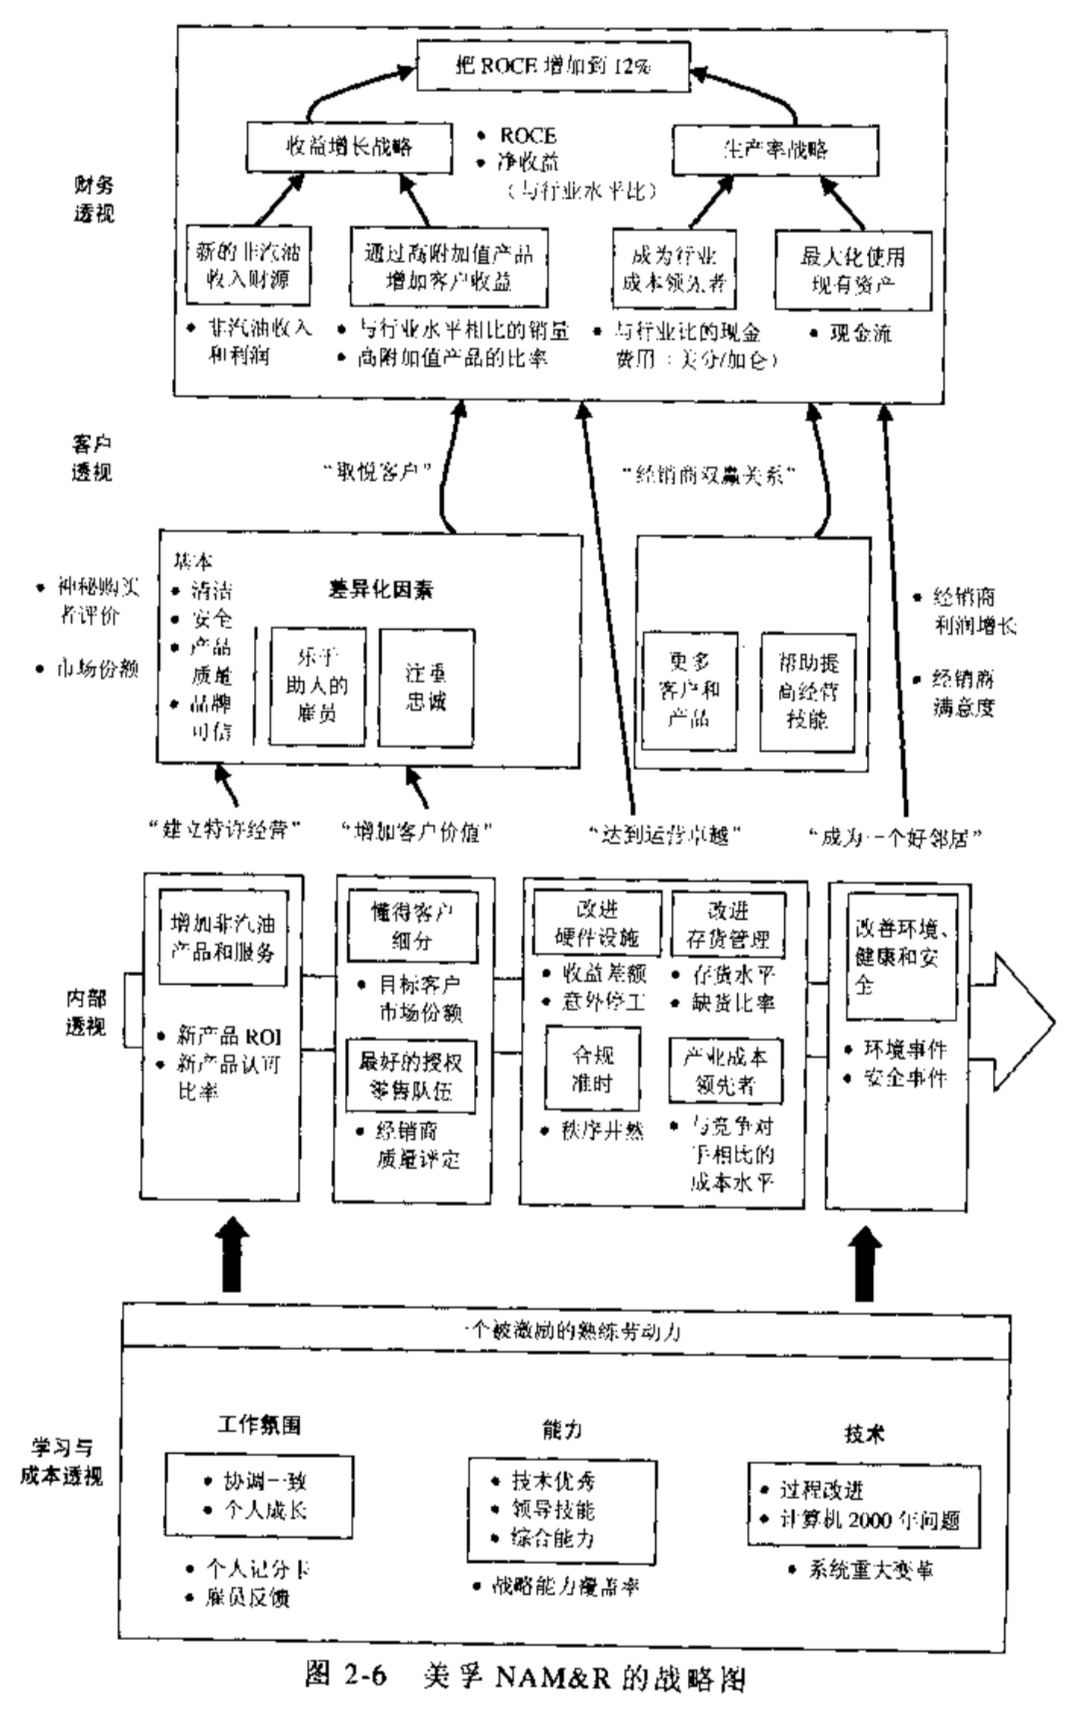 把 ROCE 增加到 12%
收益增长战略
• ROCE
• 净收益
（与行业水平比）
生产率战略
财务
透视
新的非汽油
收入财源
通过高附加值产品
增加客户收益
成为行业
成本领先者
最大化使用
现有资产
• 非汽油收入
和利润
• 与行业水平相比的销量
• 高附加值产品的比率
• 与行业比的现金
费用（美分/加仑）
• 现金流
客户
透视
“取悦客户”
“经销商双赢关系”
• 神秘购买
者评价
• 市场份额
基本
• 清洁
• 安全
• 产品
质量
• 品牌
可信
差异化因素
乐于
助人的
雇员
注重
忠诚
更多
客户和
产品
帮助提
高经营
技能
• 经销商
利润增长
• 经销商
满意度
“建立特许经营”
“增加客户价值”
“达到运营卓越”
“成为一个好邻居”
内部
透视
增加非汽油
产品和服务
• 新产品 ROI
• 新产品认可
比率
懂得客户
细分
• 目标客户
市场份额
最好的授权
零售队伍
• 经销商
质量评定
改进
硬件设施
• 收益差额
• 意外停工
改进
存货管理
• 存货水平
• 缺货比率
合规
准时
• 秩序井然
产业成本
领先者
• 与竞争对
手相比的
成本水平
改善环境、
健康和安
全
• 环境事件
• 安全事件
一个被激励的熟练劳动力
学习与
成本透视
工作氛围
• 协调一致
• 个人成长
• 个人记分卡
• 雇员反馈
能力
• 技术优秀
• 领导技能
• 综合能力
• 战略能力覆盖率
技术
• 过程改进
• 计算机 2000 年问题
• 系统重大变革
图 2-6 美孚 NAM&R 的战略图